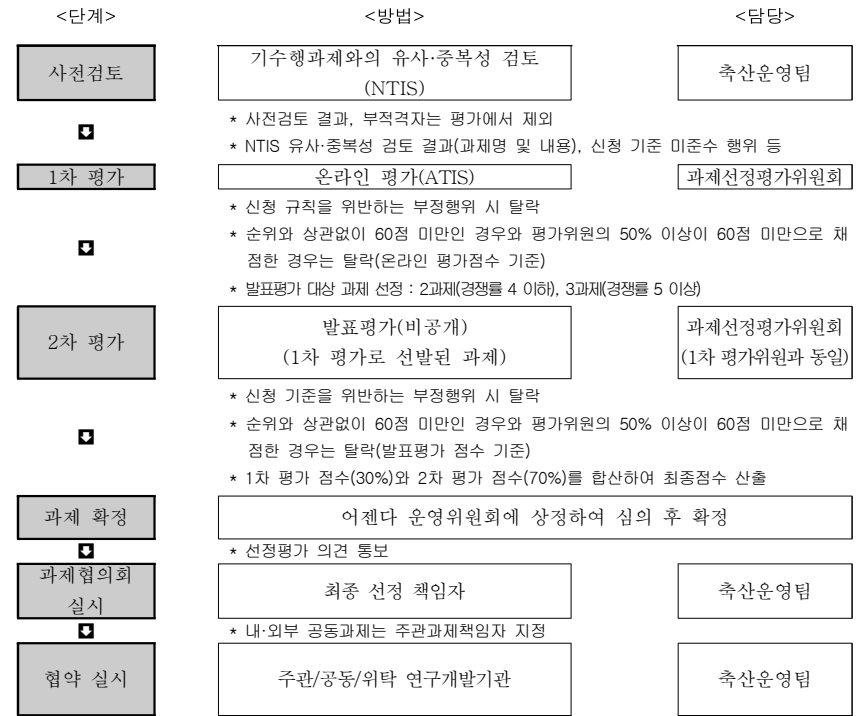 <단계> <방법> <담당>
사전검토 기수행과제와의 유사·중복성 검토 축산운영팀
(NTIS)
* 사전검토 결과, 부적격자는 평가에서 제외
* NTIS 유사·중복성 검토 결과(과제명 및 내용), 신청 기준 미준수 행위 등
1차 평가 온라인 평가(ATIS) 과제선정평가위원회
* 신청 규칙을 위반하는 부정행위 시 탈락
* 순위와 상관없이 60점 미만인 경우와 평가위원의 50% 이상이 60점 미만으로 채
점한 경우는 탈락(온라인 평가점수 기준)
* 발표평가 대상 과제 선정 : 2과제(경쟁률 4 이하), 3과제(경쟁률 5 이상)
2차 평가 발표평가(비공개) 과제선정평가위원회
(1차 평가로 선발된 과제) (1차 평가위원과 동일)
* 신청 기준을 위반하는 부정행위 시 탈락
* 순위와 상관없이 60점 미만인 경우와 평가위원의 50% 이상이 60점 미만으로 채
점한 경우는 탈락(발표평가 점수 기준)
* 1차 평가 점수(30%)와 2차 평가 점수(70%)를 합산하여 최종점수 산출
과제 확정 어젠다 운영위원회에 상정하여 심의 후 확정
* 선정평가 의견 통보
과제협의회 최종 선정 책임자 축산운영팀
실시
* 내·외부 공동과제는 주관과제책임자 지정
협약 실시 주관/공동/위탁 연구개발기관 축산운영팀